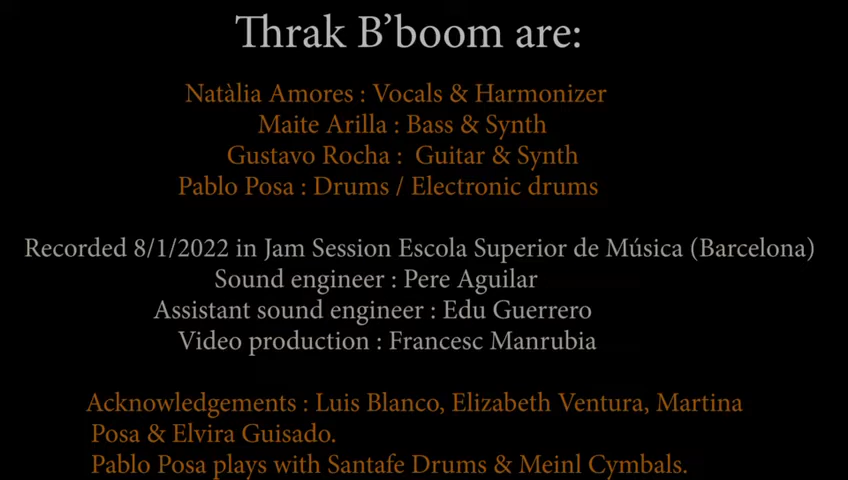 Thrak B’boom are:
Natàlia Amores : Vocals & Harmonizer
Maite Arilla : Bass & Synth
Gustavo Rocha :  Guitar & Synth
Pablo Posa : Drums / Electronic drums
Recorded 8/1/2022 in Jam Session Escola Superior de Música (Barcelona)
Sound engineer : Pere Aguilar
Assistant sound engineer : Edu Guerrero
Video production : Francesc Manrubia
Acknowledgements : Luis Blanco, Elizabeth Ventura, Martina
Posa & Elvira Guisado.
Pablo Posa plays with Santafe Drums & Meinl Cymbals.